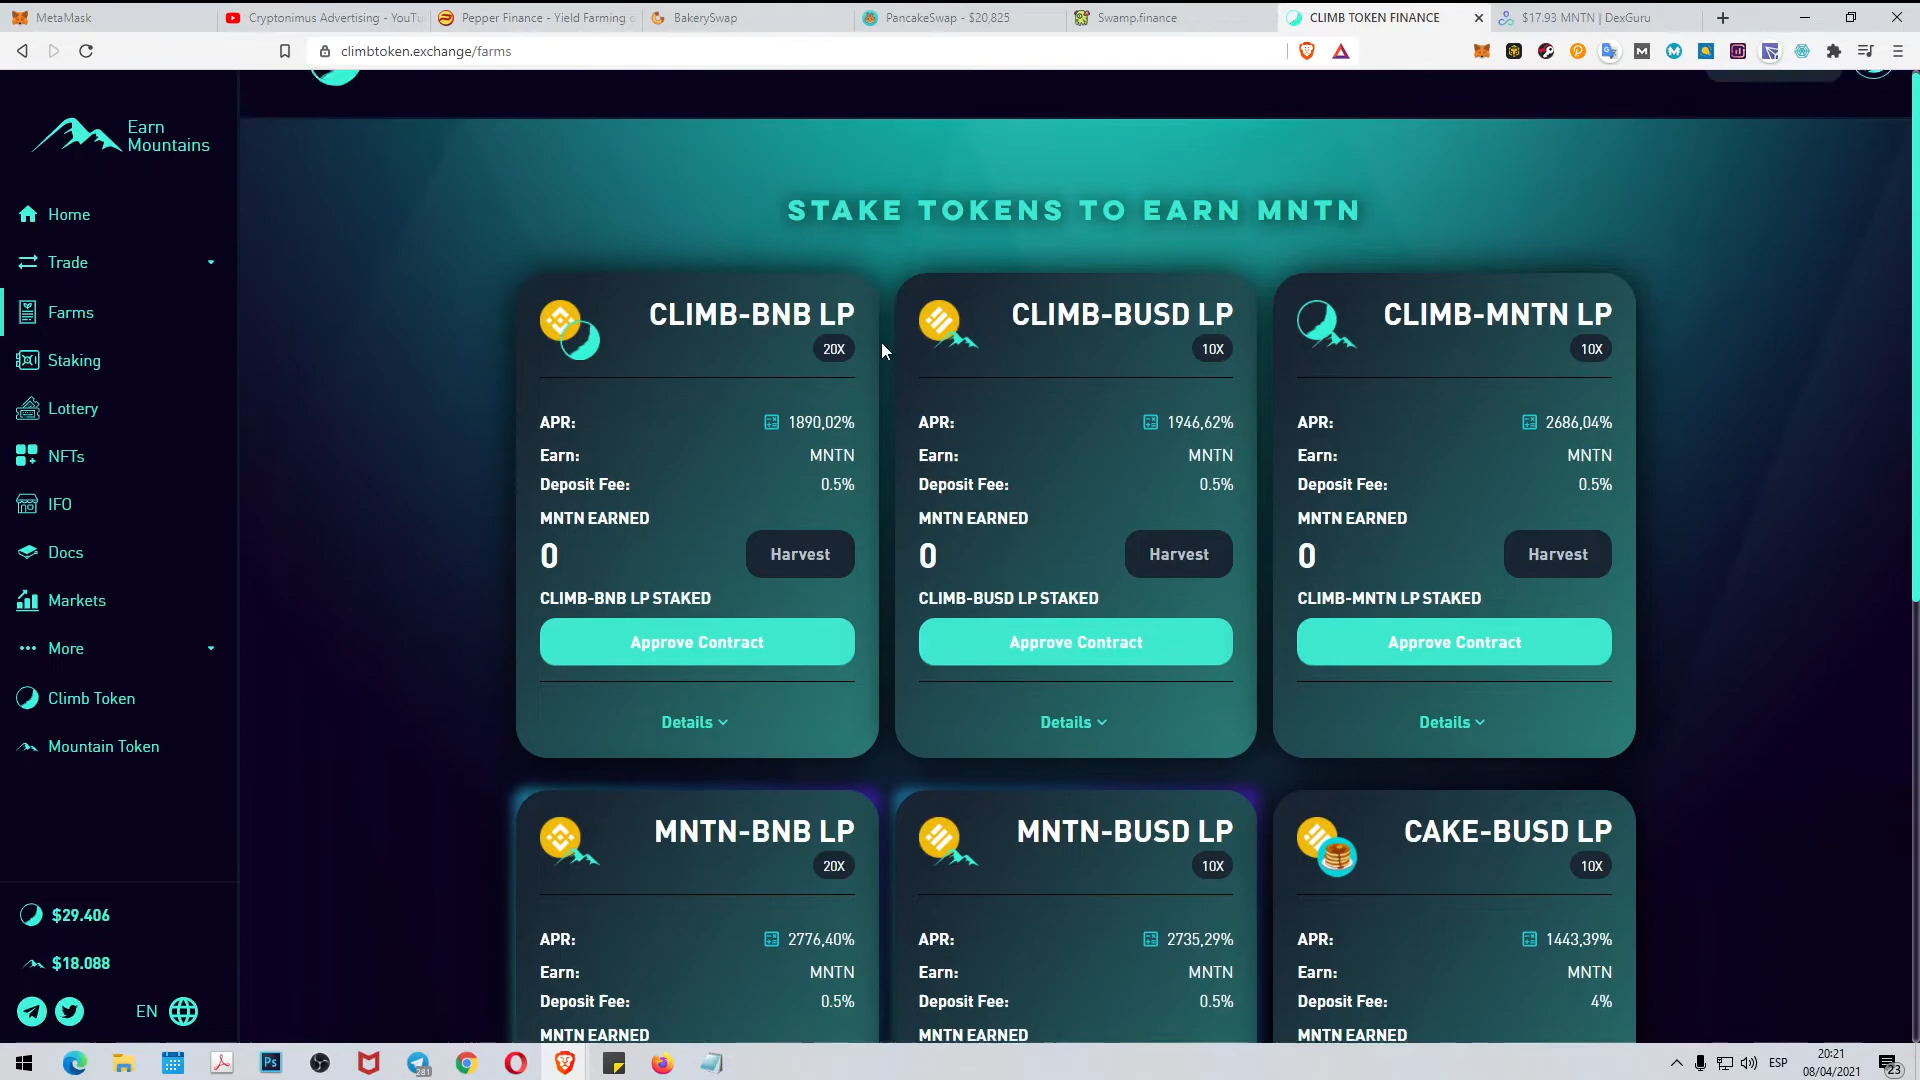 MetaMask
Cryptonimus Advertising - YouTu
Pepper Finance - Yield Farming
BakerySwap
PancakeSwap - $20,825
Swamp.finance
CLIMB TOKEN FINANCE
$17.93 MNTN | DexGuru
climbtoken.exchange/farms
Earn
Mountains
Home
Trade
Farms
Staking
Lottery
NFTs
IFO
Docs
Markets
More
Climb Token
Mountain Token
$29.406
$18.088
EN
STAKE TOKENS TO EARN MNTN
CLIMB-BNB LP
20X
APR: 1890,02%
Earn: MNTN
Deposit Fee: 0.5%
MNTN EARNED
0 Harvest
CLIMB-BNB LP STAKED
Approve Contract
Details
CLIMB-BUSD LP
10X
APR: 1946,62%
Earn: MNTN
Deposit Fee: 0.5%
MNTN EARNED
0 Harvest
CLIMB-BUSD LP STAKED
Approve Contract
Details
CLIMB-MNTN LP
10X
APR: 2686,04%
Earn: MNTN
Deposit Fee: 0.5%
MNTN EARNED
0 Harvest
CLIMB-MNTN LP STAKED
Approve Contract
Details
MNTN-BNB LP
20X
APR: 2776,40%
Earn: MNTN
Deposit Fee: 0.5%
MNTN EARNED
MNTN-BUSD LP
10X
APR: 2735,29%
Earn: MNTN
Deposit Fee: 0.5%
MNTN EARNED
CAKE-BUSD LP
10X
APR: 1443,39%
Earn: MNTN
Deposit Fee: 4%
MNTN EARNED
Ps
281
ESP
20:21
08/04/2021
23